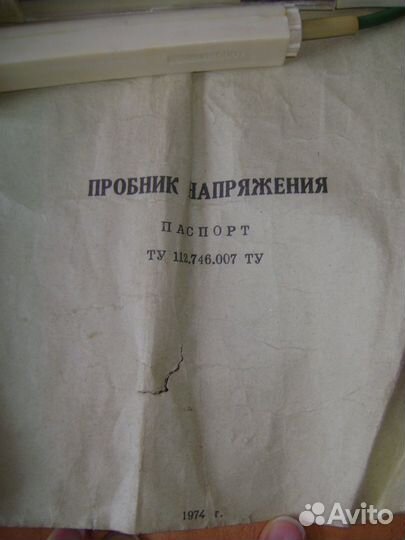 ПРОБНИК НАПРЯЖЕНИЯ
ПАСПОРТ
ТУ 112.746.007 ТУ
1974 г.
Avito